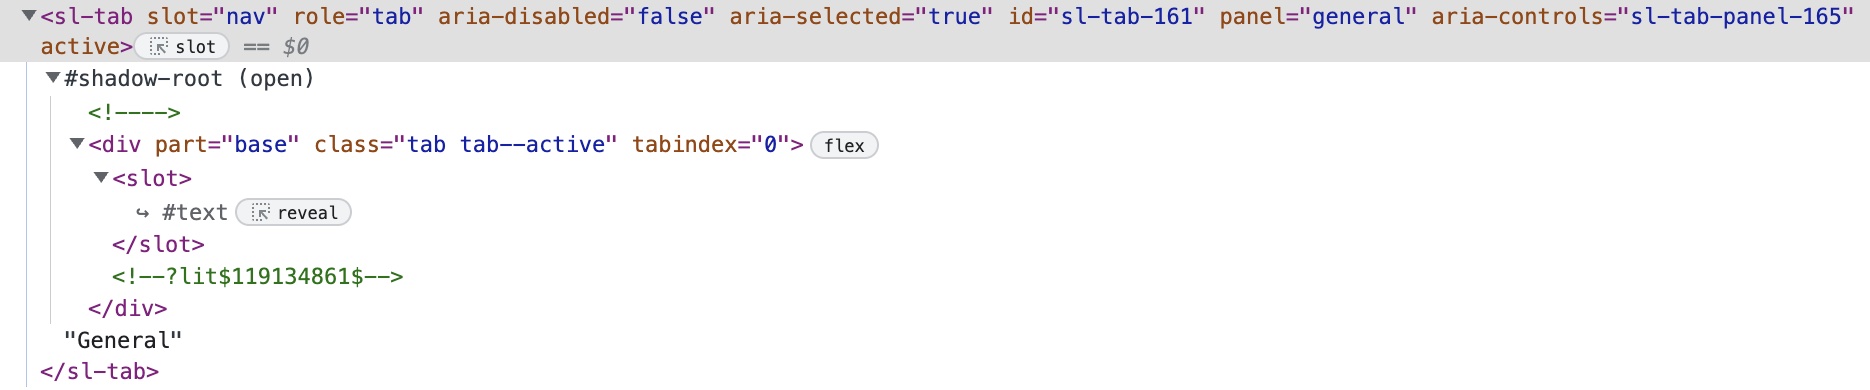 ▼<sl-tab slot="nav" role="tab" aria-disabled="false" aria-selected="true" id="sl-tab-161" panel="general" aria-controls="sl-tab-panel-165"
active> slot == $0
▼#shadow-root (open)
<!---->
▼<div part="base" class="tab tab--active" tabindex="0"> flex
▼<slot>
↪ #text reveal
</slot>
<!--?lit$119134861$-->
</div>
"General"
</sl-tab>